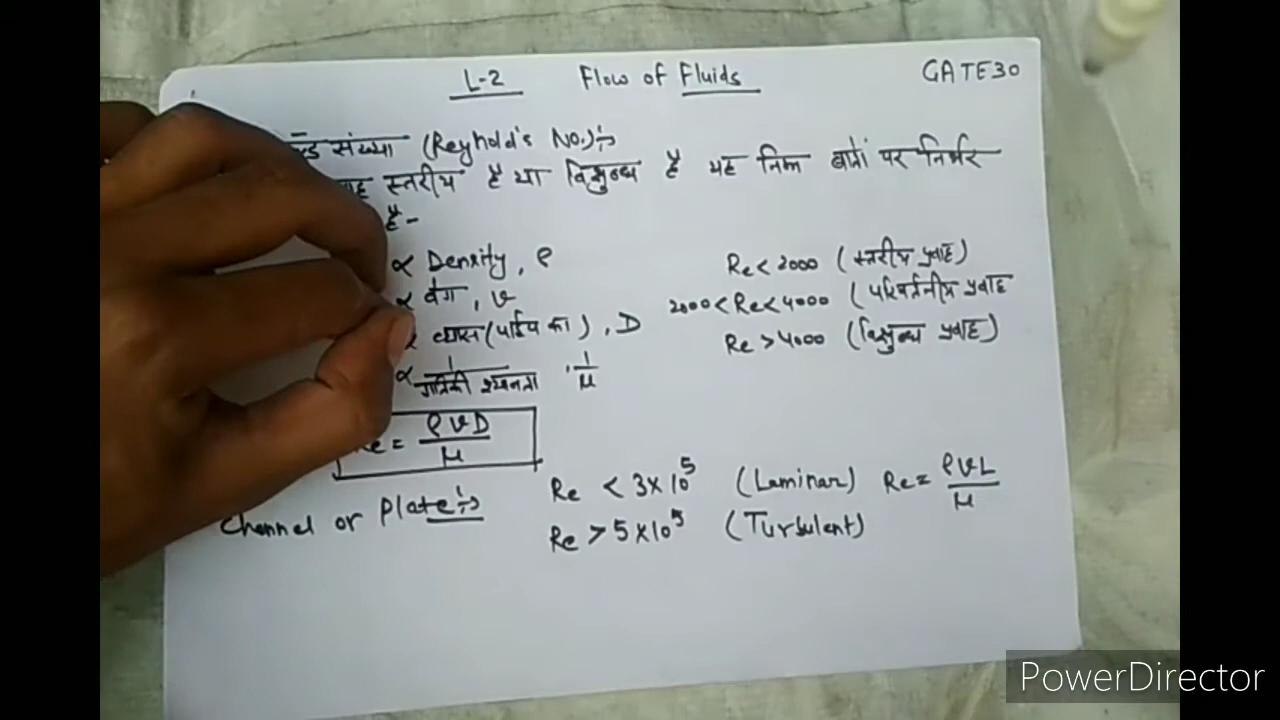 L-2 Flow of Fluids GATE30
संख्या (Reynold's No.):→
स्तरीय है या विक्षुब्ध है यह निम्न बातों पर निर्भर
है-
∝ Density, ρ
Re < 2000 (स्तरीय प्रवाह)
∝ वेग, v
2000 < Re < 4000 (परिवर्तनीय प्रवाह
∝ व्यास (पाईप का), D
Re > 4000 (विक्षुब्ध प्रवाह)
∝ 1/गतिकी श्यानता, 1/μ
Re = ρVD/μ
Channel or Plate:→
Re < 3×10⁵ (Laminar) Re = ρVL/μ
Re > 5×10⁵ (Turbulent)
PowerDirector